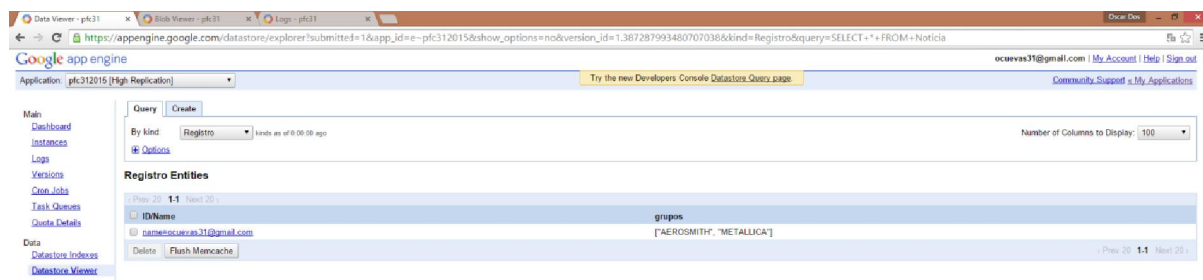 Data Viewer - pfc31
Blob Viewer - pfc31
Logs - pfc31
Oscar Dos
https://appengine.google.com/datastore/explorer?submitted=1&app_id=e~pfc312015&show_options=no&version_id=1.387287993480707038&kind=Registro&query=SELECT+*+FROM+Noticia
Google app engine
ocuevas31@gmail.com | My Account | Help | Sign out
Application: pfc312015 [High Replication]
Try the new Developers Console Datastore Query page.
Community Support « My Applications
Main
Dashboard
Instances
Logs
Versions
Cron Jobs
Task Queues
Quota Details
Data
Datastore Indexes
Datastore Viewer
Query Create
By kind: Registro kinds as of 0:00:00 ago
Number of Columns to Display: 100
Options
Registro Entities
‹ Prev 20 1-1 Next 20 ›
ID/Name grupos
name=ocuevas31@gmail.com ["AEROSMITH", "METALLICA"]
Delete Flush Memcache
‹ Prev 20 1-1 Next 20 ›